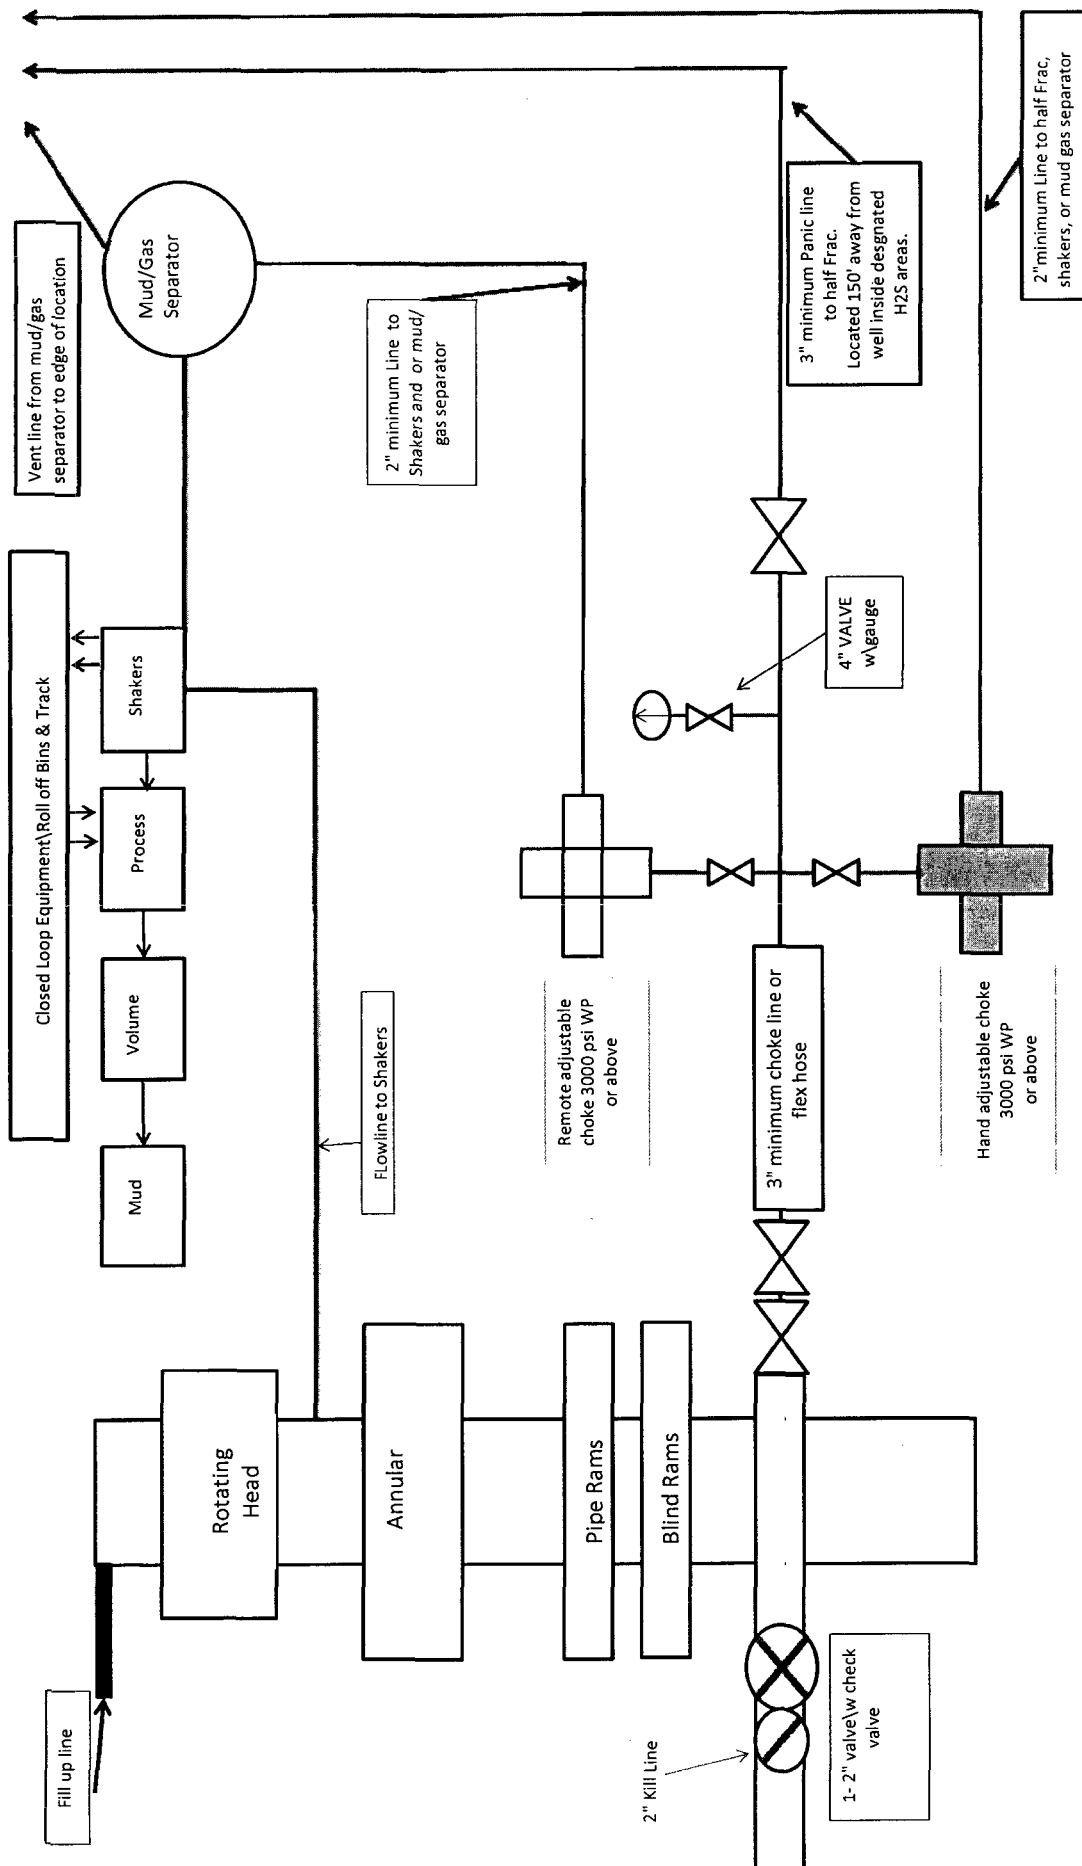 Fill up line
Rotating
Head
Annular
Pipe Rams
Blind Rams
2" Kill Line
1- 2" valve\w check
valve
Closed Loop Equipment\Roll off Bins & Track
Mud
Volume
Process
Shakers
FLowline to Shakers
Vent line from mud/gas
separator to edge of location
Mud/Gas
Separator
2" minimum Line to
Shakers and or mud/
gas separator
Remote adjustable
choke 3000 psi WP
or above
3" minimum choke line or
flex hose
4" VALVE
w\gauge
3" minimum Panic line
to half Frac.
Located 150' away from
well inside desgnated
H2S areas.
Hand adjustable choke
3000 psi WP
or above
2"minimum Line to half Frac,
shakers, or mud gas separator